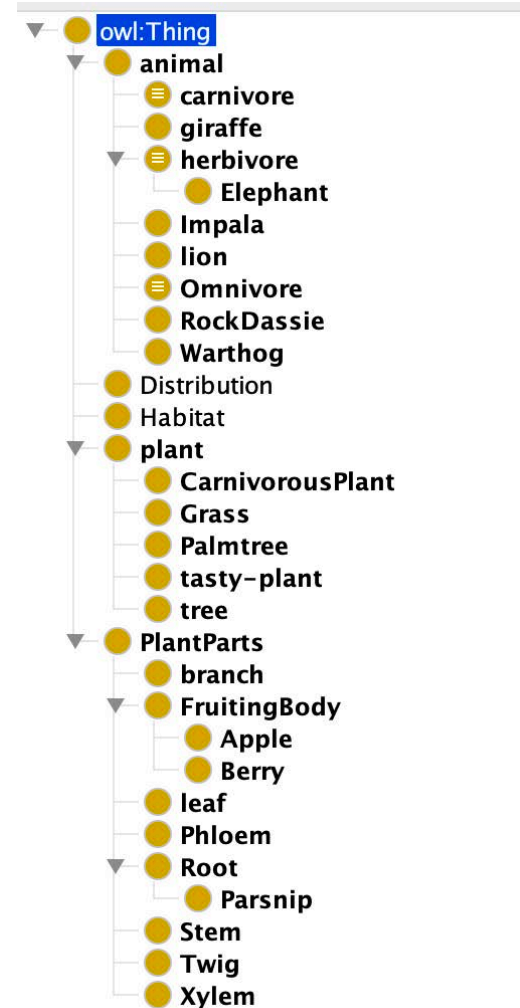 owl:Thing
animal
carnivore
giraffe
herbivore
Elephant
Impala
lion
Omnivore
RockDassie
Warthog
Distribution
Habitat
plant
CarnivorousPlant
Grass
Palmtree
tasty-plant
tree
PlantParts
branch
FruitingBody
Apple
Berry
leaf
Phloem
Root
Parsnip
Stem
Twig
Xylem